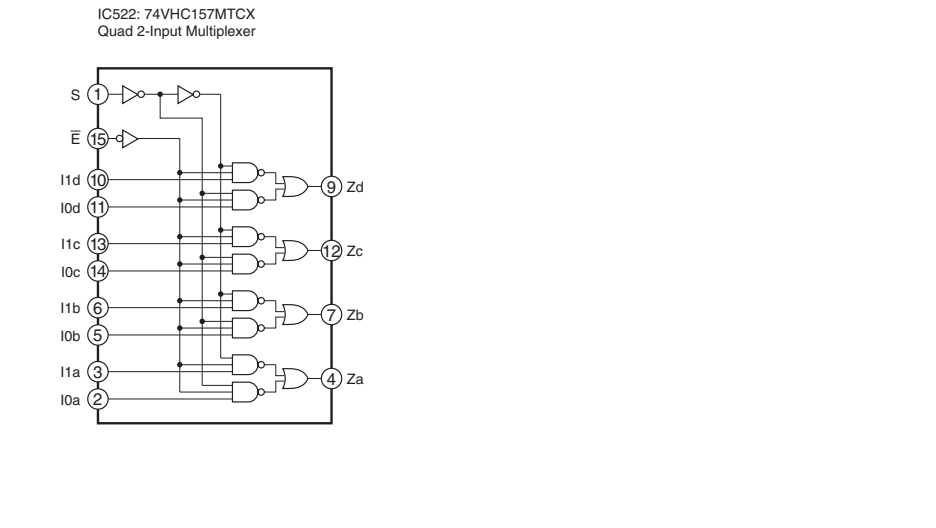 IC522: 74VHC157MTCX
Quad 2-Input Multiplexer
S 1
E 15
I1d 10
I0d 11
9 Zd
I1c 13
I0c 14
12 Zc
I1b 6
I0b 5
7 Zb
I1a 3
I0a 2
4 Za